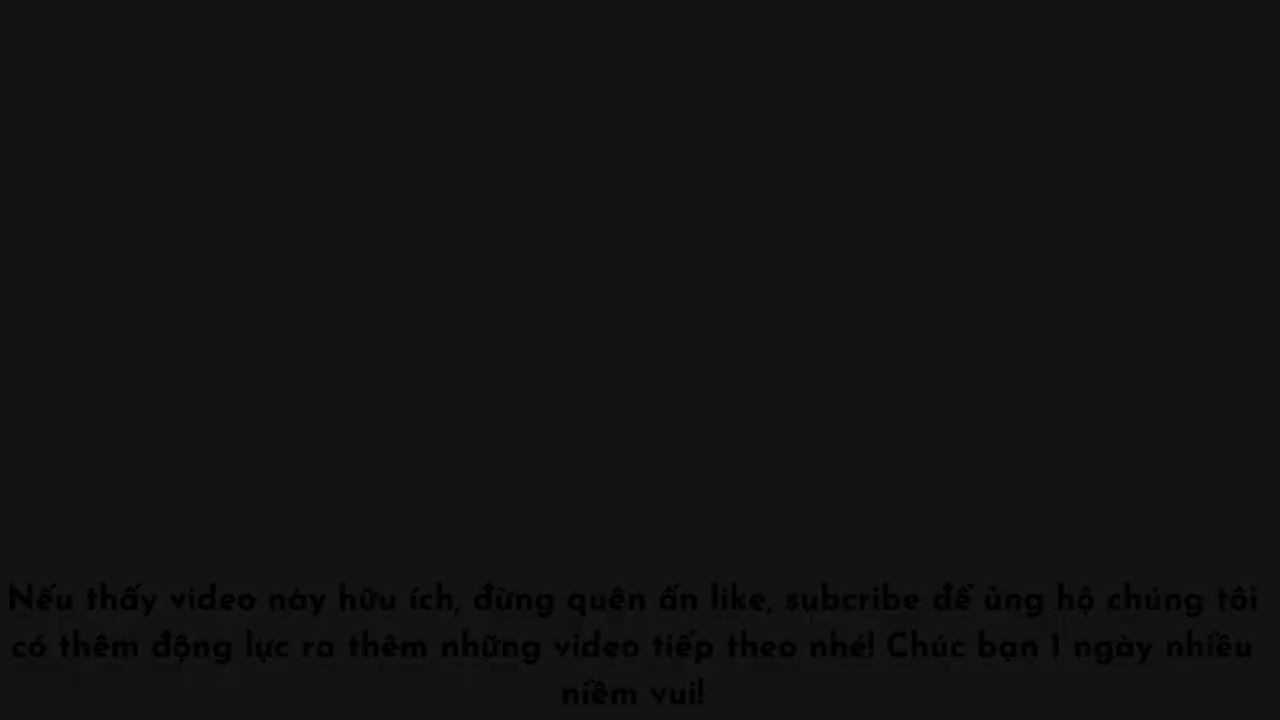 Nếu thấy video này hữu ích, đừng quên ấn like, subcribe để ủng hộ chúng tôi
có thêm động lực ra thêm những video tiếp theo nhé! Chúc bạn 1 ngày nhiều
niềm vui!